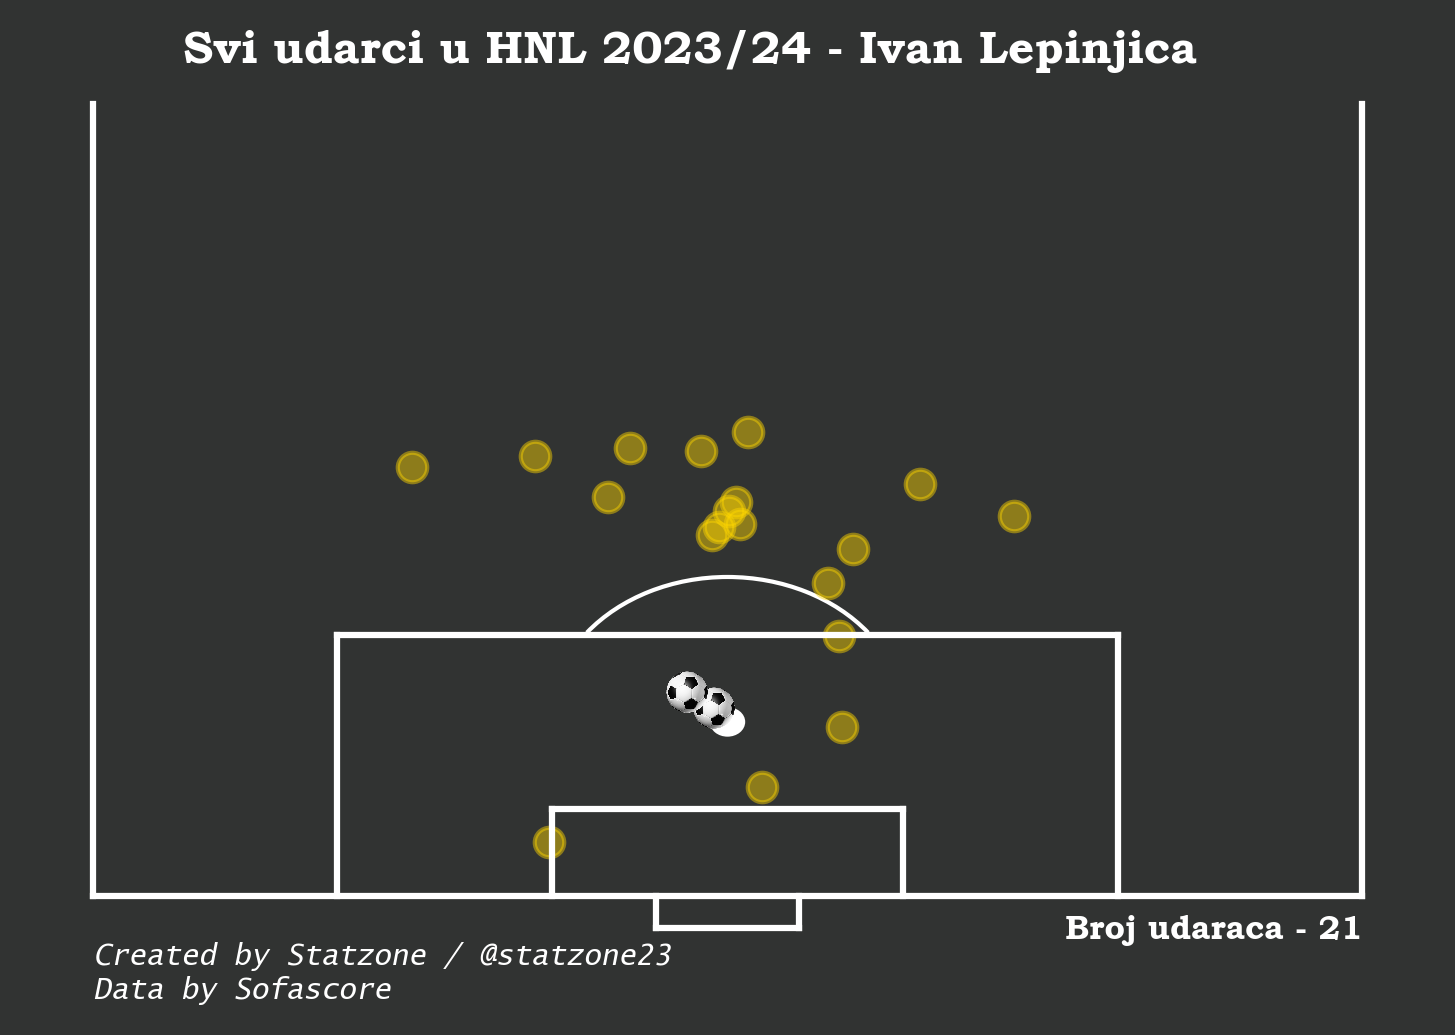 Svi udarci u HNL 2023/24 - Ivan Lepinjica
Broj udaraca - 21
Created by Statzone / @statzone23
Data by Sofascore